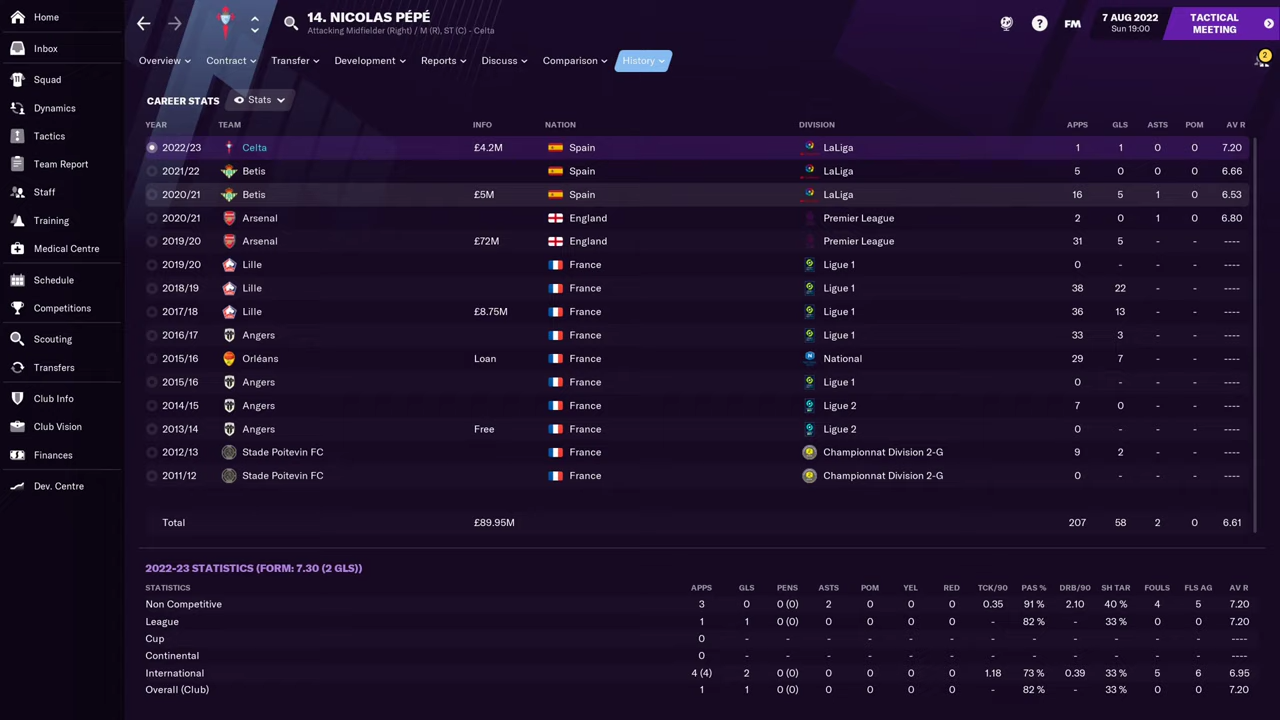 Home
Inbox
Squad
Dynamics
Tactics
Team Report
Staff
Training
Medical Centre
Schedule
Competitions
Scouting
Transfers
Club Info
Club Vision
Finances
Dev. Centre
14. NICOLAS PÉPÉ
Attacking Midfielder (Right) / M (R), ST (C) - Celta
FM
7 AUG 2022
Sun 19:00
TACTICAL
MEETING
2
Overview Contract Transfer Development Reports Discuss Comparison History
CAREER STATS Stats
YEAR TEAM INFO NATION DIVISION APPS GLS ASTS POM AV R
2022/23 Celta £4.2M Spain LaLiga 1 1 0 0 7.20
2021/22 Betis Spain LaLiga 5 0 0 0 6.66
2020/21 Betis £5M Spain LaLiga 16 5 1 0 6.53
2020/21 Arsenal England Premier League 2 0 1 0 6.80
2019/20 Arsenal £72M England Premier League 31 5 - - ----
2019/20 Lille France Ligue 1 0 - - - ----
2018/19 Lille France Ligue 1 38 22 - - ----
2017/18 Lille £8.75M France Ligue 1 36 13 - - ----
2016/17 Angers France Ligue 1 33 3 - - ----
2015/16 Orléans Loan France National 29 7 - - ----
2015/16 Angers France Ligue 1 0 - - - ----
2014/15 Angers France Ligue 2 7 0 - - ----
2013/14 Angers Free France Ligue 2 0 - - - ----
2012/13 Stade Poitevin FC France Championnat Division 2-G 9 2 - - ----
2011/12 Stade Poitevin FC France Championnat Division 2-G 0 - - - ----
Total £89.95M 207 58 2 0 6.61
2022-23 STATISTICS (FORM: 7.30 (2 GLS))
STATISTICS APPS GLS PENS ASTS POM YEL RED TCK/90 PAS % DRB/90 SH TAR FOULS FLS AG AV R
Non Competitive 3 0 0 (0) 2 0 0 0 0.35 91 % 2.10 40 % 4 5 7.20
League 1 1 0 (0) 0 0 0 0 - 82 % - 33 % 0 0 7.20
Cup 0 - - - - - - - - - - - - ----
Continental 0 - - - - - - - - - - - - ----
International 4 (4) 2 0 (0) 0 0 0 0 1.18 73 % 0.39 33 % 5 6 6.95
Overall (Club) 1 1 0 (0) 0 0 0 0 - 82 % - 33 % 0 0 7.20